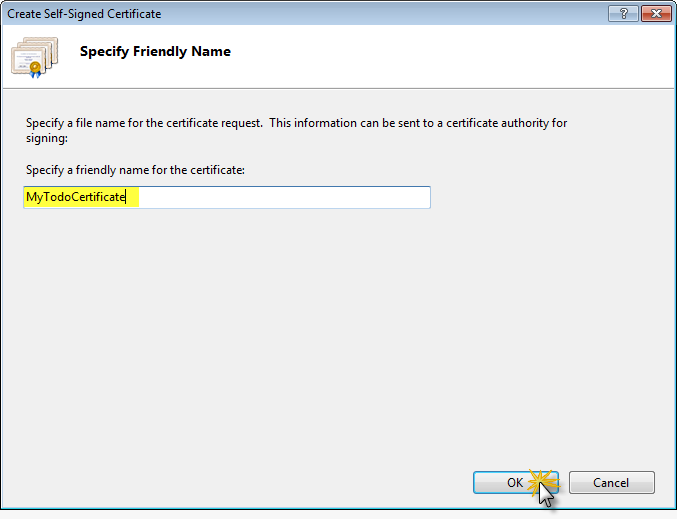 Create Self-Signed Certificate
Specify Friendly Name
Specify a file name for the certificate request.  This information can be sent to a certificate authority for
signing:
Specify a friendly name for the certificate:
MyTodoCertificate
OK
Cancel